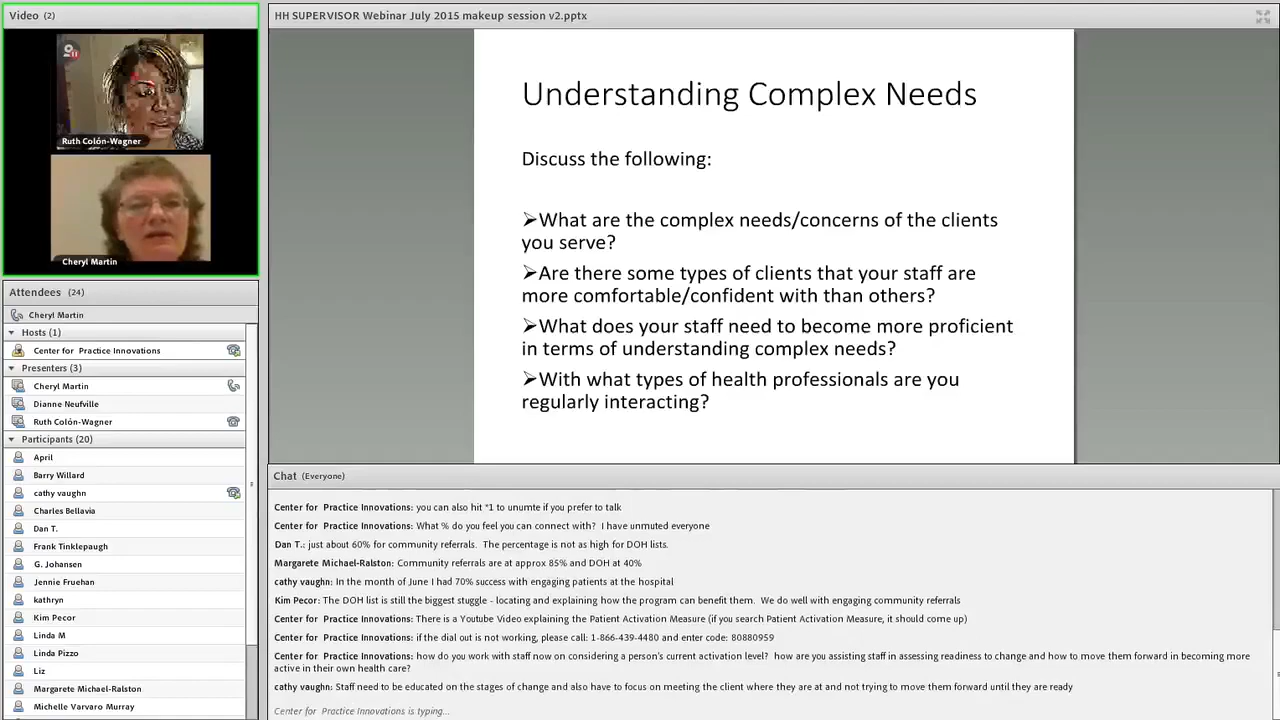 Video (2)
Ruth Colón-Wagner
Cheryl Martin
Attendees (24)
Cheryl Martin
Hosts (1)
Center for Practice Innovations
Presenters (3)
Cheryl Martin
Dianne Neufville
Ruth Colón-Wagner
Participants (20)
April
Barry Willard
cathy vaughn
Charles Bellavia
Dan T.
Frank Tinklepaugh
G. Johansen
Jennie Fruehan
kathryn
Kim Pecor
Linda M
Linda Pizzo
Liz
Margarete Michael-Ralston
Michelle Varvaro Murray
HH SUPERVISOR Webinar July 2015 makeup session v2.pptx
Understanding Complex Needs
Discuss the following:
➢What are the complex needs/concerns of the clients
you serve?
➢Are there some types of clients that your staff are
more comfortable/confident with than others?
➢What does your staff need to become more proficient
in terms of understanding complex needs?
➢With what types of health professionals are you
regularly interacting?
Chat (Everyone)
Center for Practice Innovations: you can also hit *1 to unumte if you prefer to talk
Center for Practice Innovations: What % do you feel you can connect with? I have unmuted everyone
Dan T.: just about 60% for community referrals. The percentage is not as high for DOH lists.
Margarete Michael-Ralston: Community referrals are at approx 85% and DOH at 40%
cathy vaughn: In the month of June I had 70% success with engaging patients at the hospital
Kim Pecor: The DOH list is still the biggest stuggle - locating and explaining how the program can benefit them. We do well with engaging community referrals
Center for Practice Innovations: There is a Youtube Video explaining the Patient Activation Measure (if you search Patient Activation Measure, it should come up)
Center for Practice Innovations: if the dial out is not working, please call: 1-866-439-4480 and enter code: 80880959
Center for Practice Innovations: how do you work with staff now on considering a person's current activation level? how are you assisting staff in assessing readiness to change and how to move them forward in becoming more
active in their own health care?
cathy vaughn: Staff need to be educated on the stages of change and also have to focus on meeting the client where they are at and not trying to move them forward until they are ready
Center for Practice Innovations is typing...